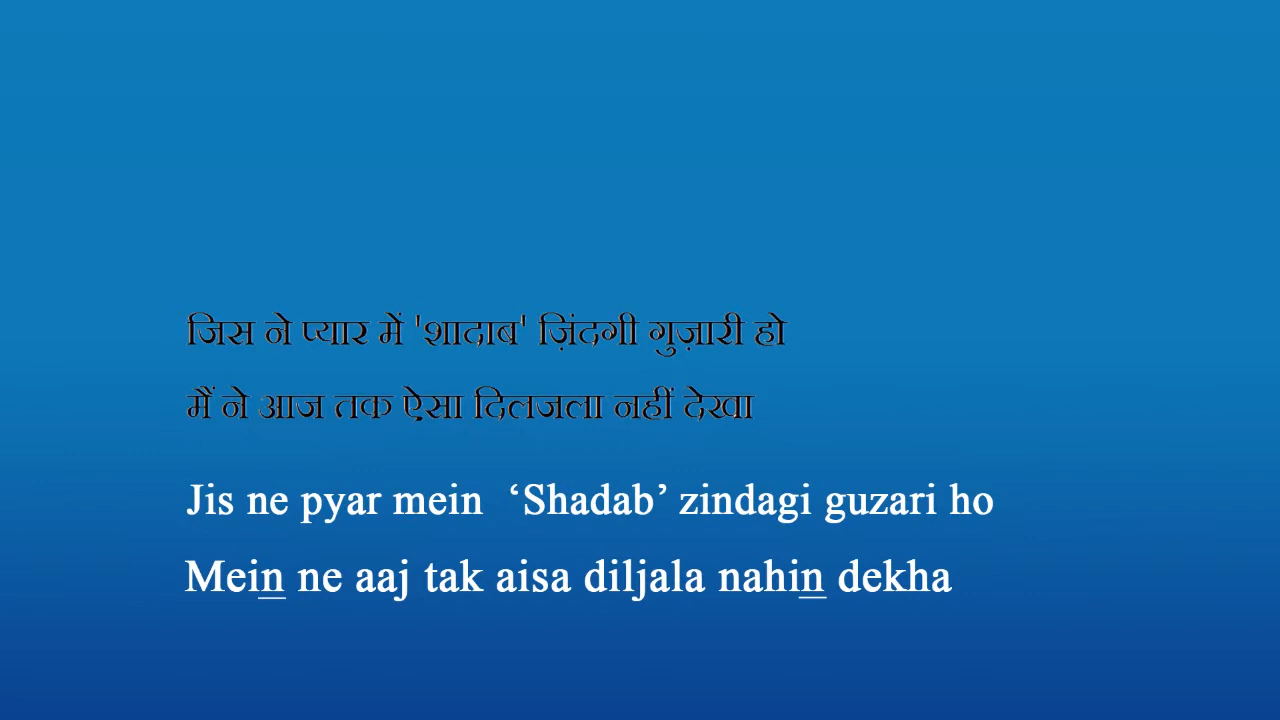 जिस ने प्यार में 'शादाब' ज़िंदगी गुज़ारी हो
मैं ने आज तक ऐसा दिलजला नहीं देखा
Jis ne pyar mein ‘Shadab’ zindagi guzari ho
Mein ne aaj tak aisa diljala nahin dekha